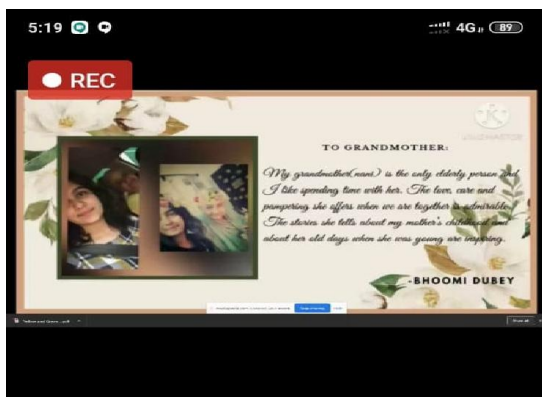 5:19
4G
89
REC
TO GRANDMOTHER:
My grandmother(nani) is the only elderly person and
I like spending time with her. The love, care and
pampering she offers when we are together is admirable.
The stories she tells about my mother's childhood and
about her old days when she was young are inspiring.
-BHOOMI DUBEY